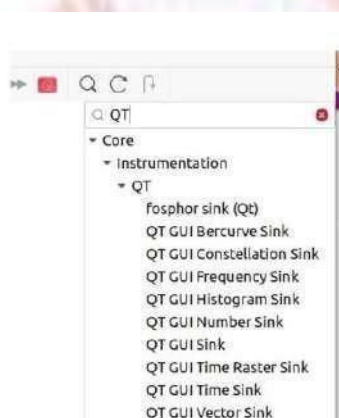 QT
Core
Instrumentation
QT
fosphor sink (Qt)
QT GUI Bercurve Sink
QT GUI Constellation Sink
QT GUI Frequency Sink
QT GUI Histogram Sink
QT GUI Number Sink
QT GUI Sink
QT GUI Time Raster Sink
QT GUI Time Sink
QT GUI Vector Sink